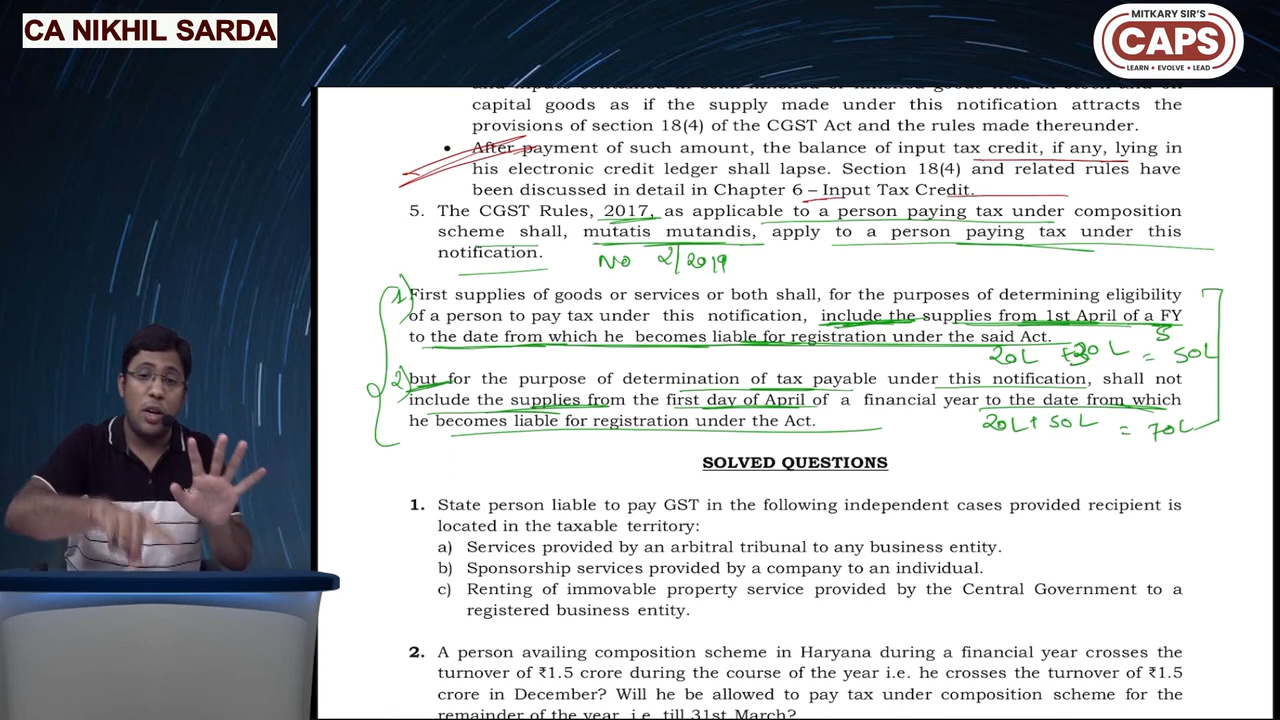 CA NIKHIL SARDA
MITKARY SIR'S
CAPS
LEARN • EVOLVE • LEAD
capital goods as if the supply made under this notification attracts the
provisions of section 18(4) of the CGST Act and the rules made thereunder.
• After payment of such amount, the balance of input tax credit, if any, lying in
his electronic credit ledger shall lapse. Section 18(4) and related rules have
been discussed in detail in Chapter 6 – Input Tax Credit.
5. The CGST Rules, 2017, as applicable to a person paying tax under composition
scheme shall, mutatis mutandis, apply to a person paying tax under this
notification.
No 2/2019
1) First supplies of goods or services or both shall, for the purposes of determining eligibility
of a person to pay tax under this notification, include the supplies from 1st April of a FY
to the date from which he becomes liable for registration under the said Act.
20L + 30L = 50L
2) but for the purpose of determination of tax payable under this notification, shall not
include the supplies from the first day of April of a financial year to the date from which
he becomes liable for registration under the Act.
20L + 50L = 70L
SOLVED QUESTIONS
1. State person liable to pay GST in the following independent cases provided recipient is
located in the taxable territory:
a) Services provided by an arbitral tribunal to any business entity.
b) Sponsorship services provided by a company to an individual.
c) Renting of immovable property service provided by the Central Government to a
registered business entity.
2. A person availing composition scheme in Haryana during a financial year crosses the
turnover of ₹1.5 crore during the course of the year i.e. he crosses the turnover of ₹1.5
crore in December? Will he be allowed to pay tax under composition scheme for the
remainder of the year, i.e. till 31st March?